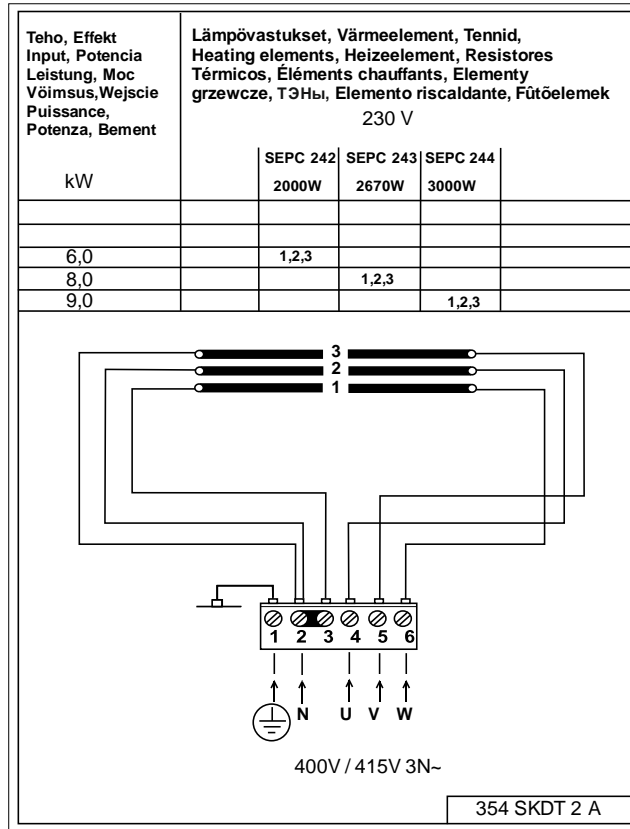 Teho, Effekt
Input, Potencia
Leistung, Moc
Vöimsus,Wejscie
Puissance,
Potenza, Bement
kW
Lämpövastukset, Värmeelement, Tennid,
Heating elements, Heizeelement, Resistores
Térmicos, Éléments chauffants, Elementy
grzewcze, ТЭНы, Elemento riscaldante, Fûtõelemek
230 V
SEPC 242 SEPC 243 SEPC 244
2000W 2670W 3000W
6,0 1,2,3
8,0 1,2,3
9,0 1,2,3
3
2
1
1 2 3 4 5 6
N U V W
400V / 415V 3N~
354 SKDT 2 A